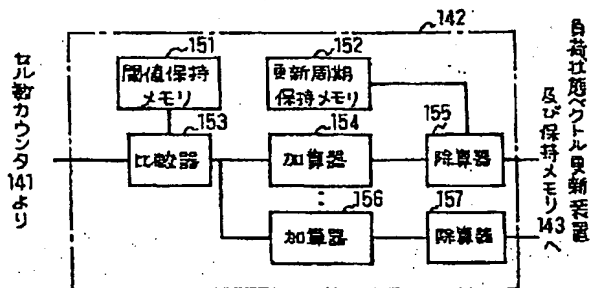 142
151
152
閾値保持
メモリ
更新周期
保持メモリ
153
154
155
比較器
加算器
除算器
156
157
加算器
除算器
セル数カウンタ
141より
負荷状態ベクトル更新装置
及び保持メモリ
143へ